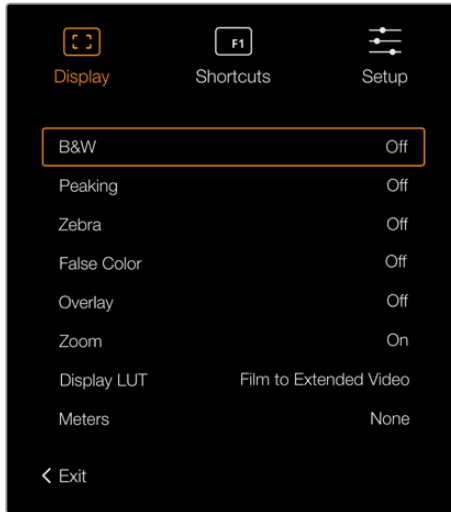 F1
Display Shortcuts Setup
B&W Off
Peaking Off
Zebra Off
False Color Off
Overlay Off
Zoom On
Display LUT Film to Extended Video
Meters None
Exit